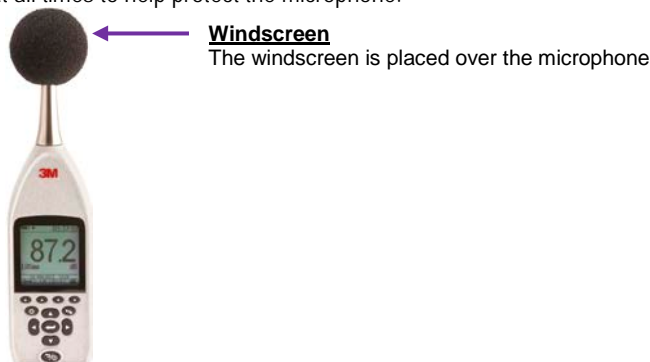 at all times to help protect the microphone.
Windscreen
The windscreen is placed over the microphone
3M
87.2
dB